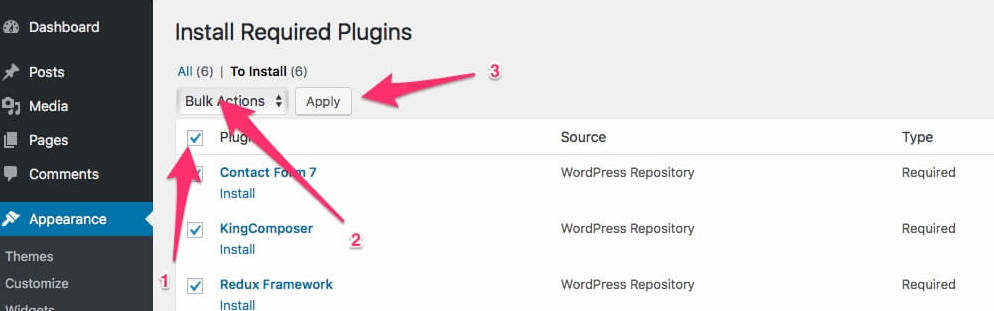 Dashboard
Posts
Media
Pages
Comments
Appearance
Themes
Customize
Widgets
Install Required Plugins
All (6) | To Install (6)
3
Bulk Actions Apply
Plugin Source Type
Contact Form 7 WordPress Repository Required
Install
KingComposer WordPress Repository Required
2
Install
1
Redux Framework WordPress Repository Required
Install